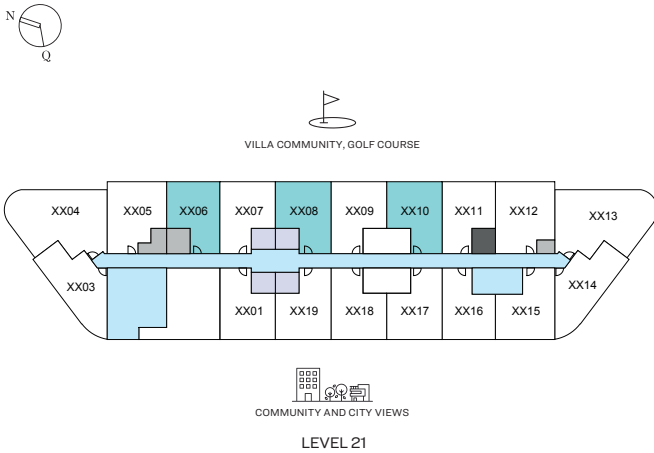 N
Q
VILLA COMMUNITY, GOLF COURSE
XX04
XX05
XX06
XX07
XX08
XX09
XX10
XX11
XX12
XX13
XX03
XX14
XX01
XX19
XX18
XX17
XX16
XX15
COMMUNITY AND CITY VIEWS
LEVEL 21